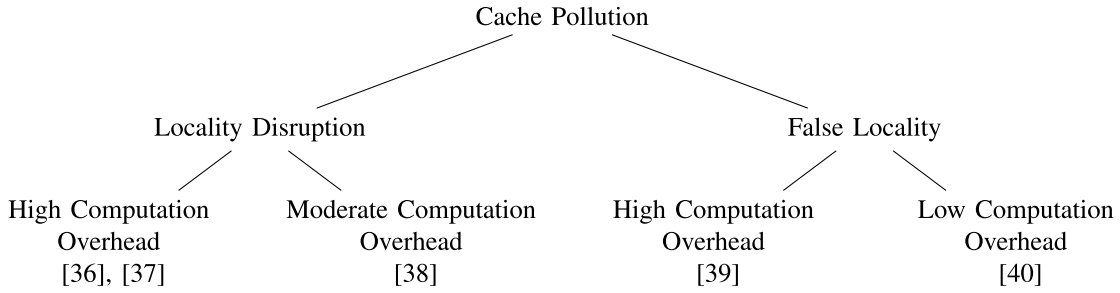 Cache Pollution
Locality Disruption
False Locality
High Computation
Overhead
[36], [37]
Moderate Computation
Overhead
[38]
High Computation
Overhead
[39]
Low Computation
Overhead
[40]